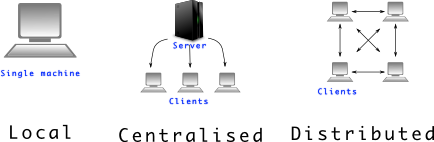 Single machine
Local
Server
Clients
Centralised
Clients
Distributed